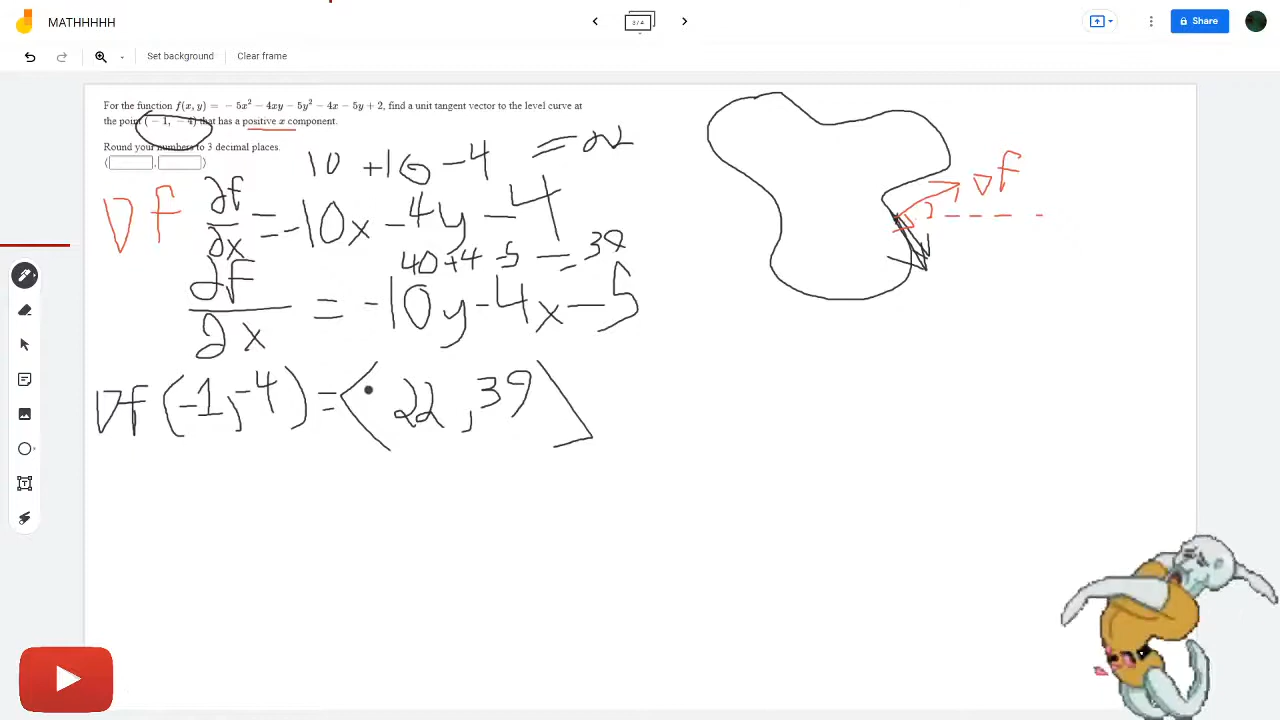 MATHHHHH
3 / 4
Share
Set background
Clear frame
For the function f(x, y) = − 5x² − 4xy − 5y² − 4x − 5y + 2, find a unit tangent vector to the level curve at
the point ( − 1, − 4) that has a positive x component.
Round your numbers to 3 decimal places.
( , )
10 +16 -4 = 22
∇f ∂f/∂x = -10x -4y -4
40+4 -5 = 39
∂f/∂x = -10y -4x -5
∇f (-1, -4) = < 22, 39 >
∇f